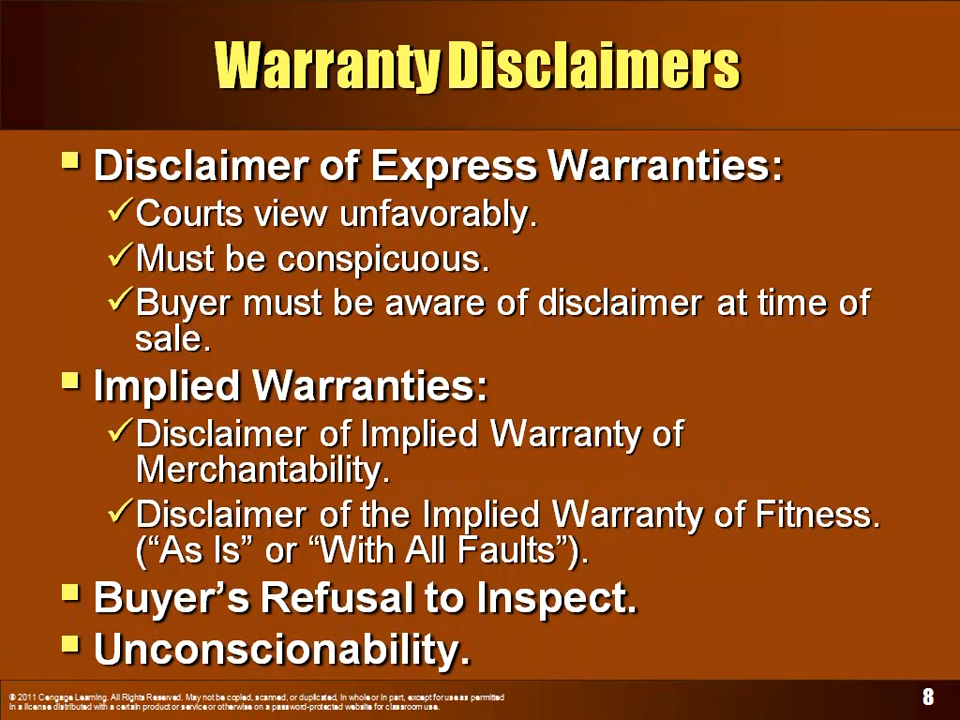 Warranty Disclaimers
Disclaimer of Express Warranties:
Courts view unfavorably.
Must be conspicuous.
Buyer must be aware of disclaimer at time of
sale.
Implied Warranties:
Disclaimer of Implied Warranty of
Merchantability.
Disclaimer of the Implied Warranty of Fitness.
(“As Is” or “With All Faults”).
Buyer’s Refusal to Inspect.
Unconscionability.
© 2011 Cengage Learning. All Rights Reserved. May not be copied, scanned, or duplicated, in whole or in part, except for use as permitted
in a license distributed with a certain product or service or otherwise on a password-protected website for classroom use.
8